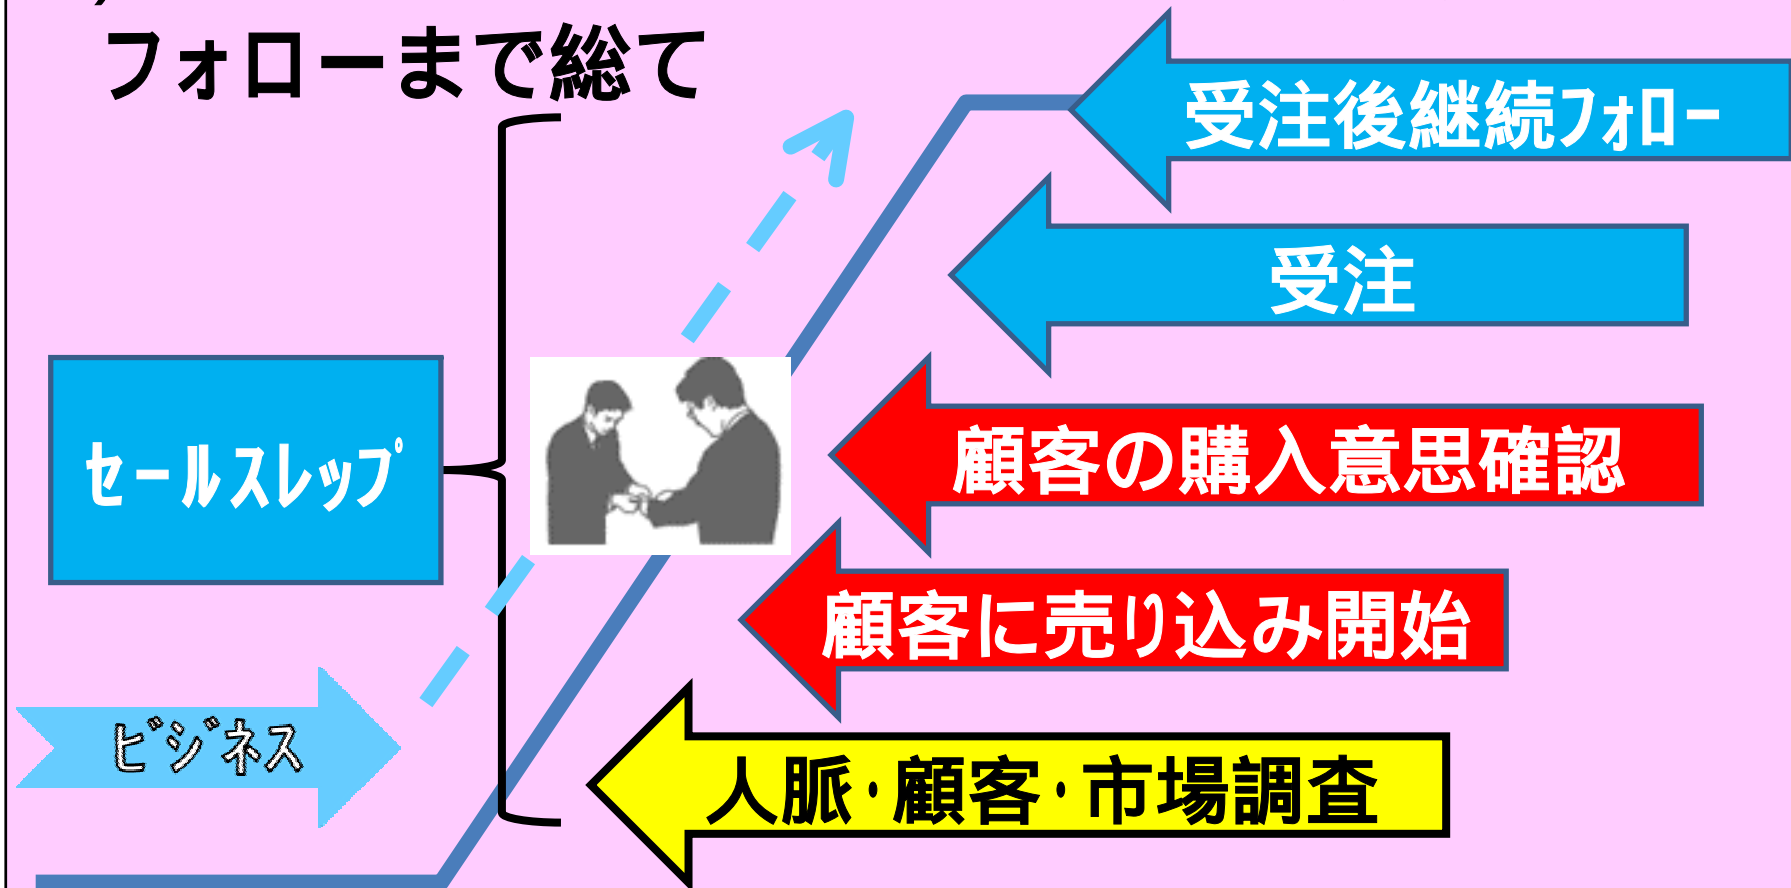 フォローまで総て
受注後継続ﾌｫﾛｰ
受注
顧客の購入意思確認
ｾｰﾙｽﾚｯﾌﾟ
顧客に売り込み開始
ﾋﾞｼﾞﾈｽ
人脈･顧客･市場調査